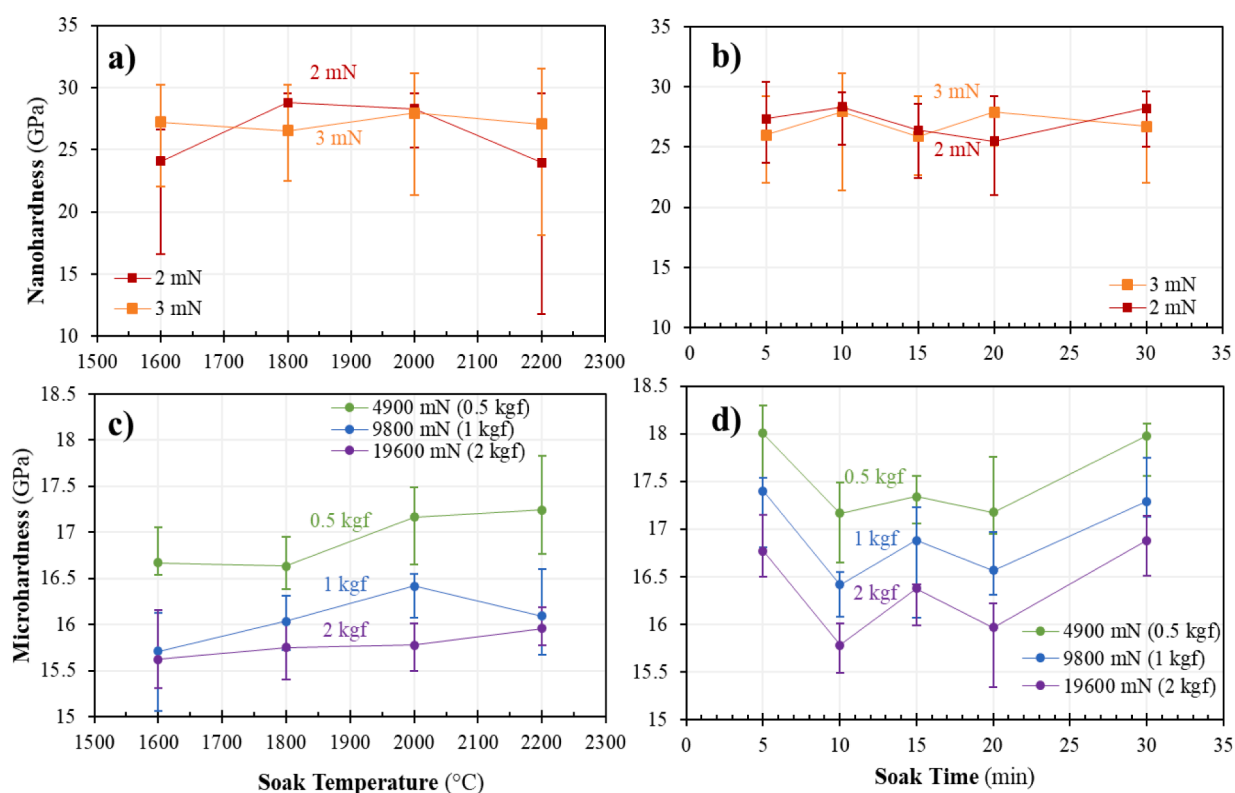 a)
2 mN
3 mN
2 mN
3 mN
Nanohardness (GPa)
35
30
25
20
15
10
1500 1600 1700 1800 1900 2000 2100 2200 2300
b)
3 mN
2 mN
3 mN
2 mN
35
30
25
20
15
10
0 5 10 15 20 25 30 35
c)
4900 mN (0.5 kgf)
9800 mN (1 kgf)
19600 mN (2 kgf)
0.5 kgf
1 kgf
2 kgf
Microhardness (GPa)
18.5
18
17.5
17
16.5
16
15.5
15
1500 1600 1700 1800 1900 2000 2100 2200 2300
Soak Temperature (°C)
d)
0.5 kgf
1 kgf
2 kgf
4900 mN (0.5 kgf)
9800 mN (1 kgf)
19600 mN (2 kgf)
18.5
18
17.5
17
16.5
16
15.5
15
0 5 10 15 20 25 30 35
Soak Time (min)